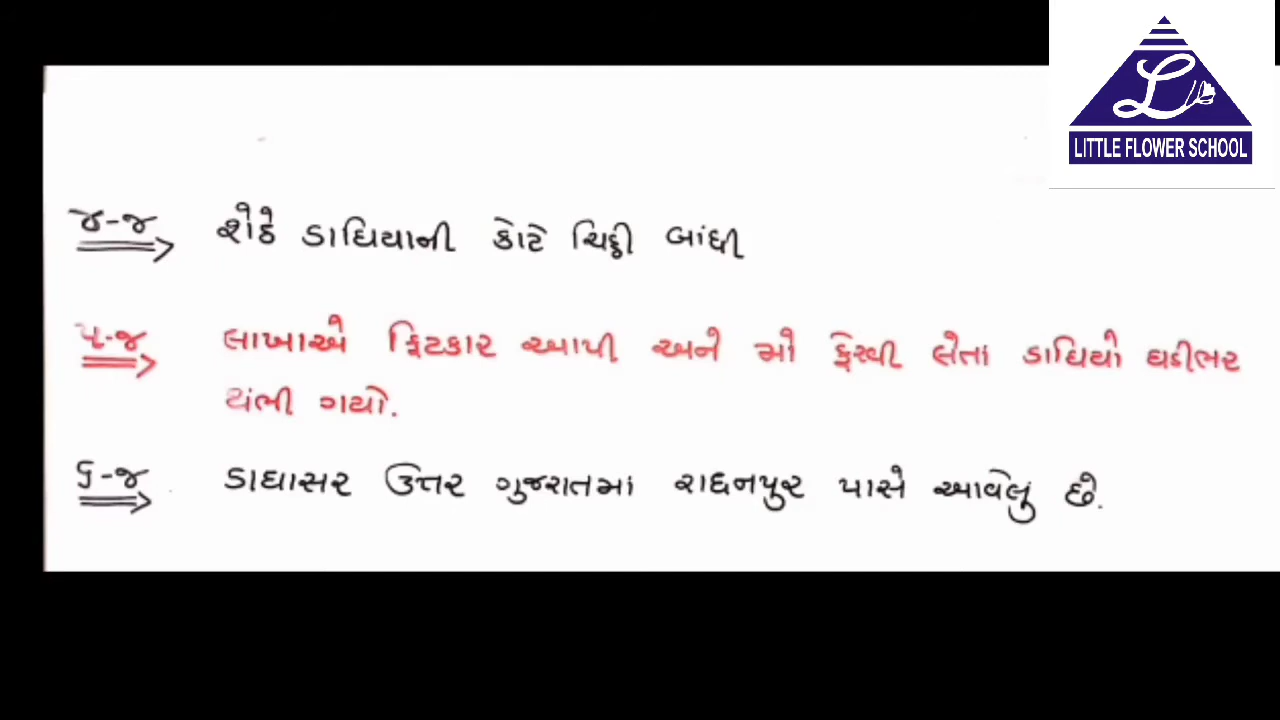 LITTLE FLOWER SCHOOL
૪-જ શેઠે ડાઘિયાની કોટે ચિઠ્ઠી બાંધી
૫-જ લાખાએ ફિટકાર આપી અને મોં ફેરવી લેતા ડાઘિયો ઘડીભર
થંભી ગયો.
૬-જ ડાઘાસર ઉત્તર ગુજરાતમાં રાધનપુર પાસે આવેલું છે.